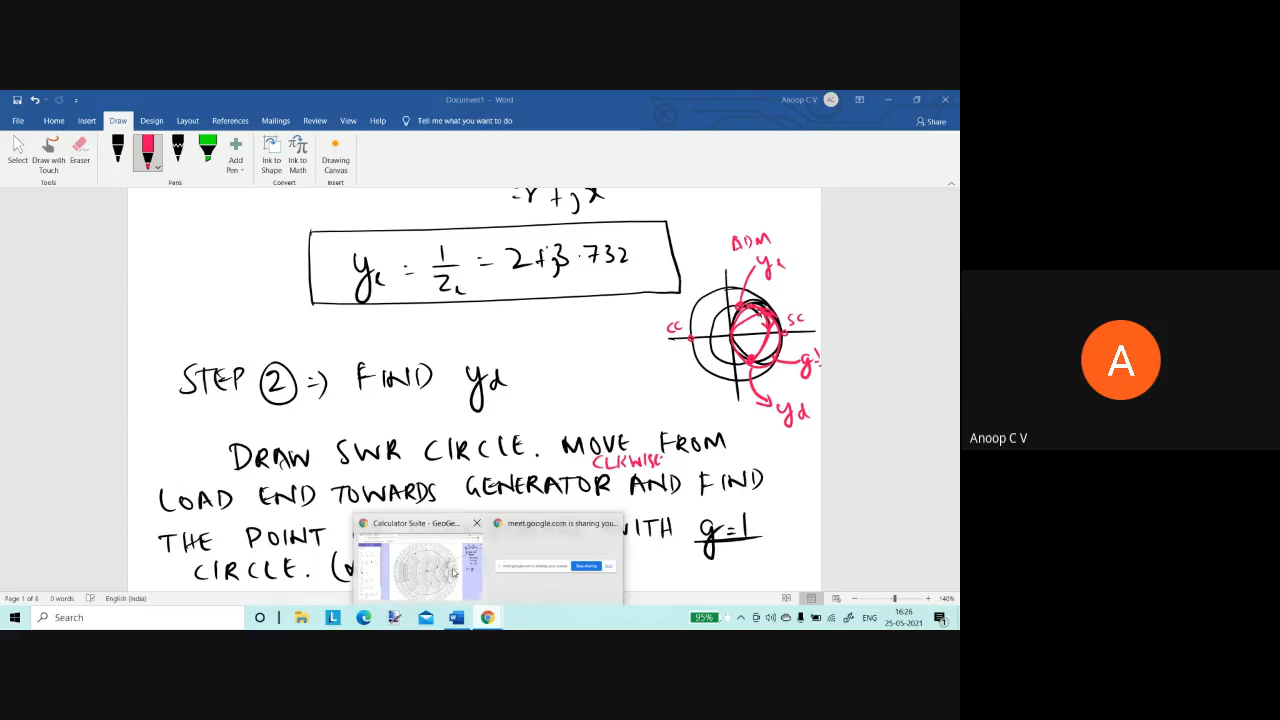 Document1 - Word
Anoop C V
AC
File Home Insert Draw Design Layout References Mailings Review View Help Tell me what you want to do
Share
Select Draw with Touch Eraser Add Pen Ink to Shape Ink to Math Drawing Canvas
Tools Pens Convert Insert
= r + jx
yL = 1/zL = 2+j3.732
ADM
yL
OC
SC
g=1
yd
STEP 2 => FIND yd
DRAW SWR CIRCLE. MOVE FROM
CLKWISE
LOAD END TOWARDS GENERATOR AND FIND
THE POINT
WITH g=1
CIRCLE.
Calculator Suite - GeoGe...
meet.google.com is sharing you...
Stop sharing
Page 1 of 8 0 words English (India)
140%
Search
95%
ENG
16:26
25-05-2021
A
Anoop C V